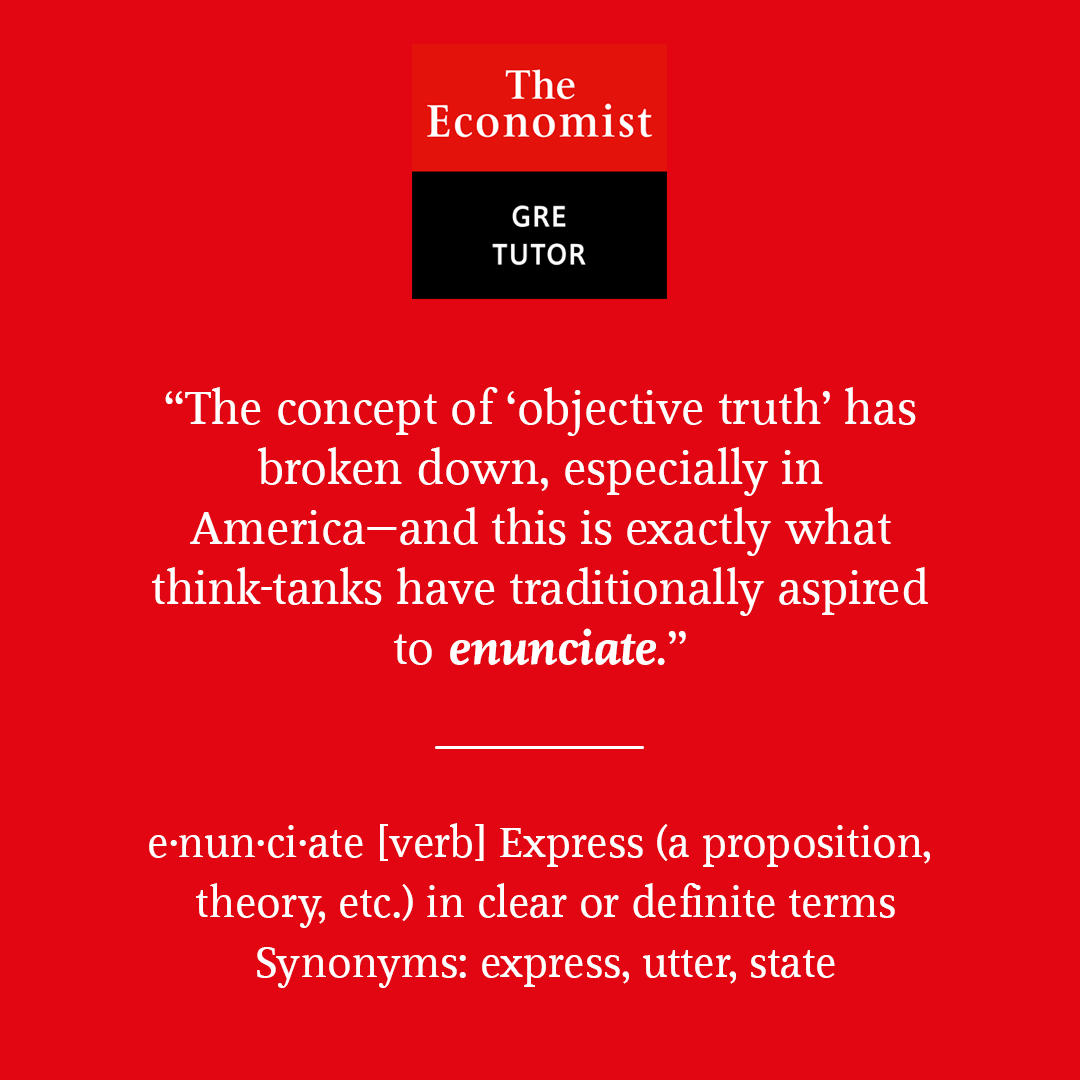 The
Economist
GRE
TUTOR
“The concept of ‘objective truth’ has
broken down, especially in
America—and this is exactly what
think-tanks have traditionally aspired
to enunciate.”
e·nun·ci·ate [verb] Express (a proposition,
theory, etc.) in clear or definite terms
Synonyms: express, utter, state